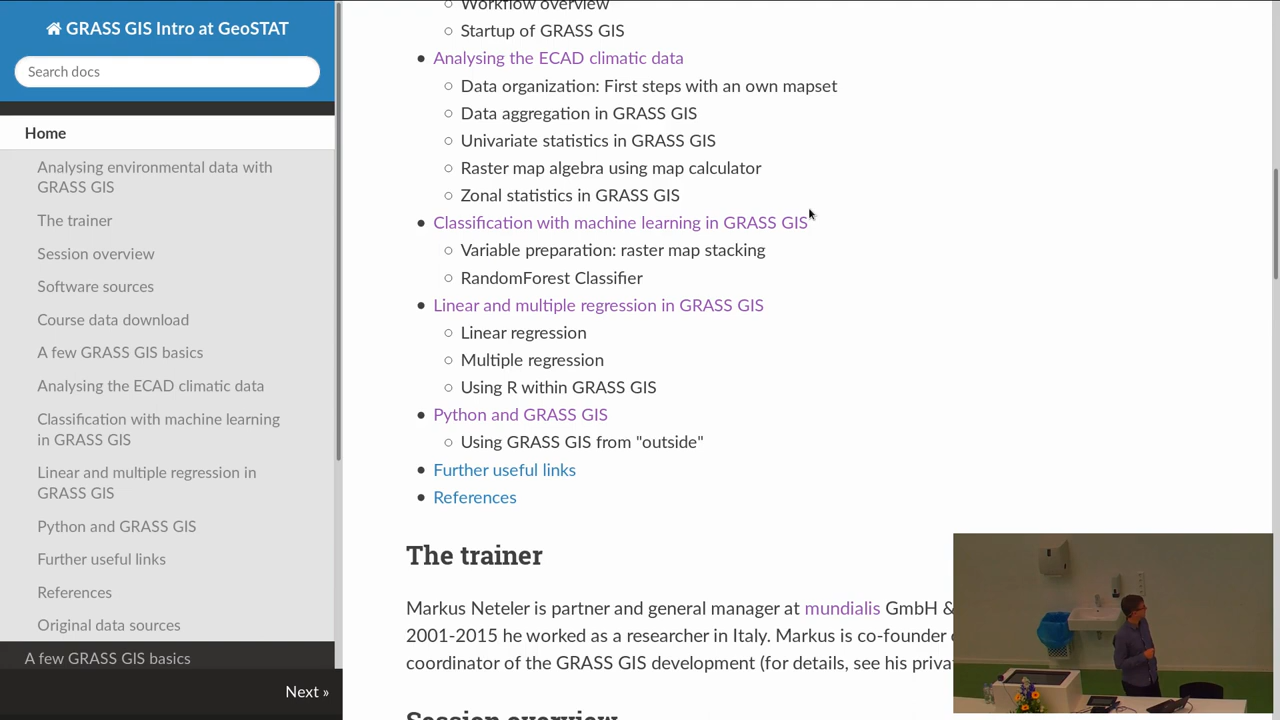 GRASS GIS Intro at GeoSTAT
Search docs
Home
Analysing environmental data with
GRASS GIS
The trainer
Session overview
Software sources
Course data download
A few GRASS GIS basics
Analysing the ECAD climatic data
Classification with machine learning
in GRASS GIS
Linear and multiple regression in
GRASS GIS
Python and GRASS GIS
Further useful links
References
Original data sources
A few GRASS GIS basics
Next »
Workflow overview
Startup of GRASS GIS
Analysing the ECAD climatic data
Data organization: First steps with an own mapset
Data aggregation in GRASS GIS
Univariate statistics in GRASS GIS
Raster map algebra using map calculator
Zonal statistics in GRASS GIS
Classification with machine learning in GRASS GIS
Variable preparation: raster map stacking
RandomForest Classifier
Linear and multiple regression in GRASS GIS
Linear regression
Multiple regression
Using R within GRASS GIS
Python and GRASS GIS
Using GRASS GIS from "outside"
Further useful links
References
The trainer
Markus Neteler is partner and general manager at mundialis GmbH &
2001-2015 he worked as a researcher in Italy. Markus is co-founder
coordinator of the GRASS GIS development (for details, see his
Session overview